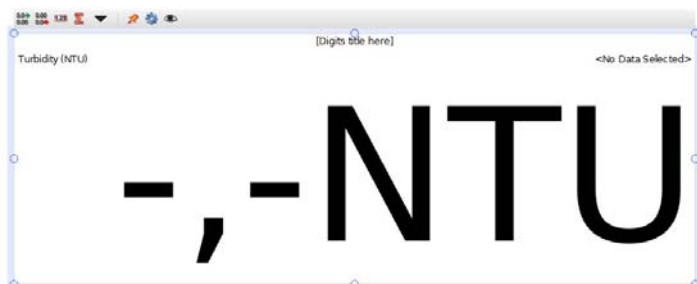 [Digits title here]
Turbidity (NTU) <No Data Selected>
-,-NTU